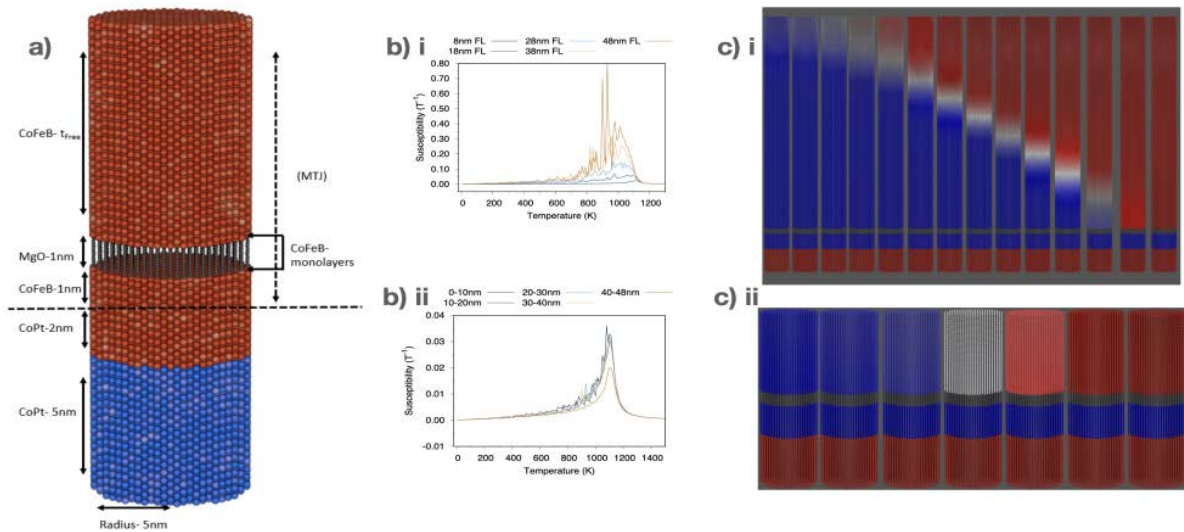 a)
CoFeB- tFree
(MTJ)
MgO-1nm
CoFeB-
monolayers
CoFeB-1nm
CoPt-2nm
CoPt- 5nm
Radius- 5nm
b) i
8nm FL 28nm FL 48nm FL
18nm FL 38nm FL
Susceptibility (T⁻¹)
0.80
0.70
0.60
0.50
0.40
0.30
0.20
0.10
0.00
0 200 400 600 800 1000 1200
Temperature (K)
b) ii
0-10nm 20-30nm 40-48nm
10-20nm 30-40nm
Susceptibility (T⁻¹)
0.04
0.03
0.02
0.01
0.00
-0.01
0 200 400 600 800 1000 1200 1400
Temperature (K)
c) i
c) ii